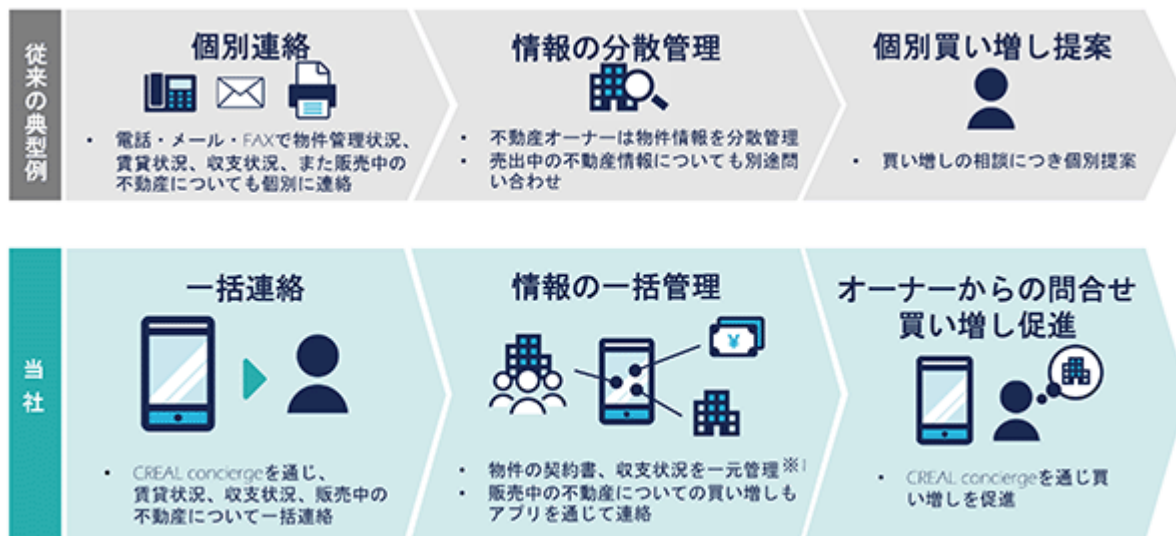 従来の典型例
個別連絡
・ 電話・メール・FAXで物件管理状況、
賃貸状況、収支状況、また販売中の
不動産についても個別に連絡
情報の分散管理
・ 不動産オーナーは物件情報を分散管理
・ 売出中の不動産情報についても別途問
い合わせ
個別買い増し提案
・ 買い増しの相談につき個別提案
当社
一括連絡
・ CREAL conciergeを通じ、
賃貸状況、収支状況、販売中の
不動産について一括連絡
情報の一括管理
¥
・ 物件の契約書、収支状況を一元管理※1
・ 販売中の不動産についての買い増しも
アプリを通じて連絡
オーナーからの問合せ
買い増し促進
・ CREAL conciergeを通じ買
い増しを促進